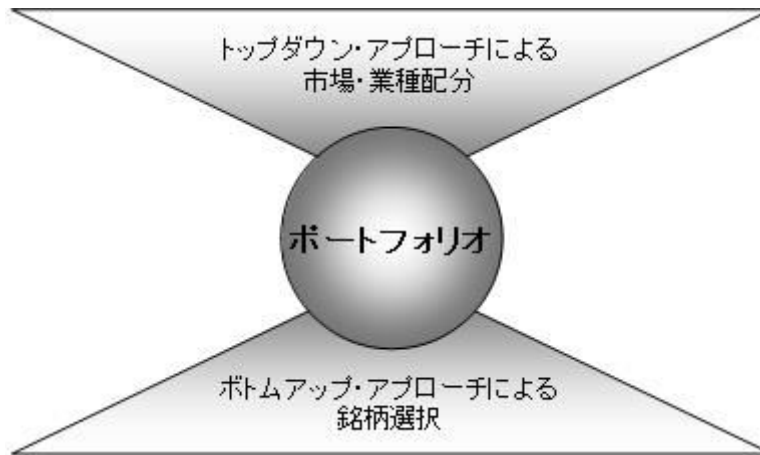 トップダウン・アプローチによる
市場・業種配分
ポートフォリオ
ボトムアップ・アプローチによる
銘柄選択